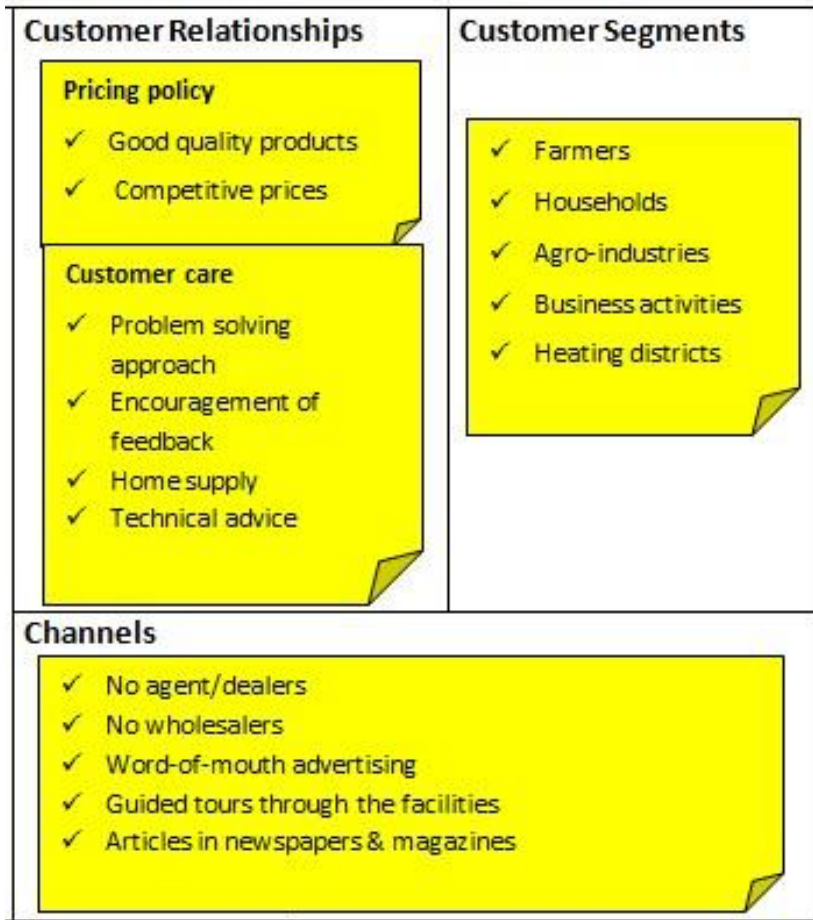 Customer Relationships
Pricing policy
✓ Good quality products
✓ Competitive prices
Customer care
✓ Problem solving
approach
✓ Encouragement of
feedback
✓ Home supply
✓ Technical advice
Customer Segments
✓ Farmers
✓ Households
✓ Agro-industries
✓ Business activities
✓ Heating districts
Channels
✓ No agent/dealers
✓ No wholesalers
✓ Word-of-mouth advertising
✓ Guided tours through the facilities
✓ Articles in newspapers & magazines